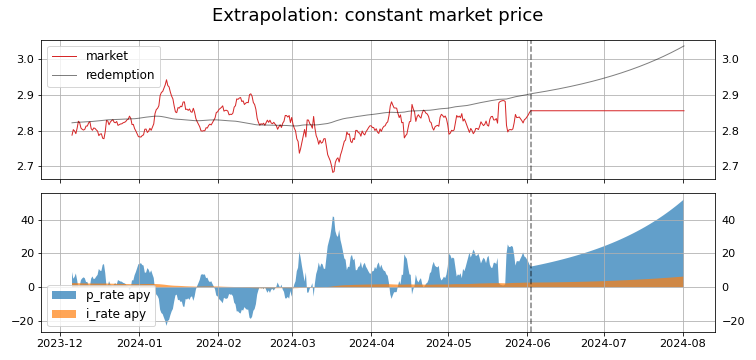 Extrapolation: constant market price
3.0
2.9
2.8
2.7
market
redemption
3.0
2.9
2.8
2.7
40
20
0
−20
p_rate apy
i_rate apy
40
20
0
−20
2023-12 2024-01 2024-02 2024-03 2024-04 2024-05 2024-06 2024-07 2024-08